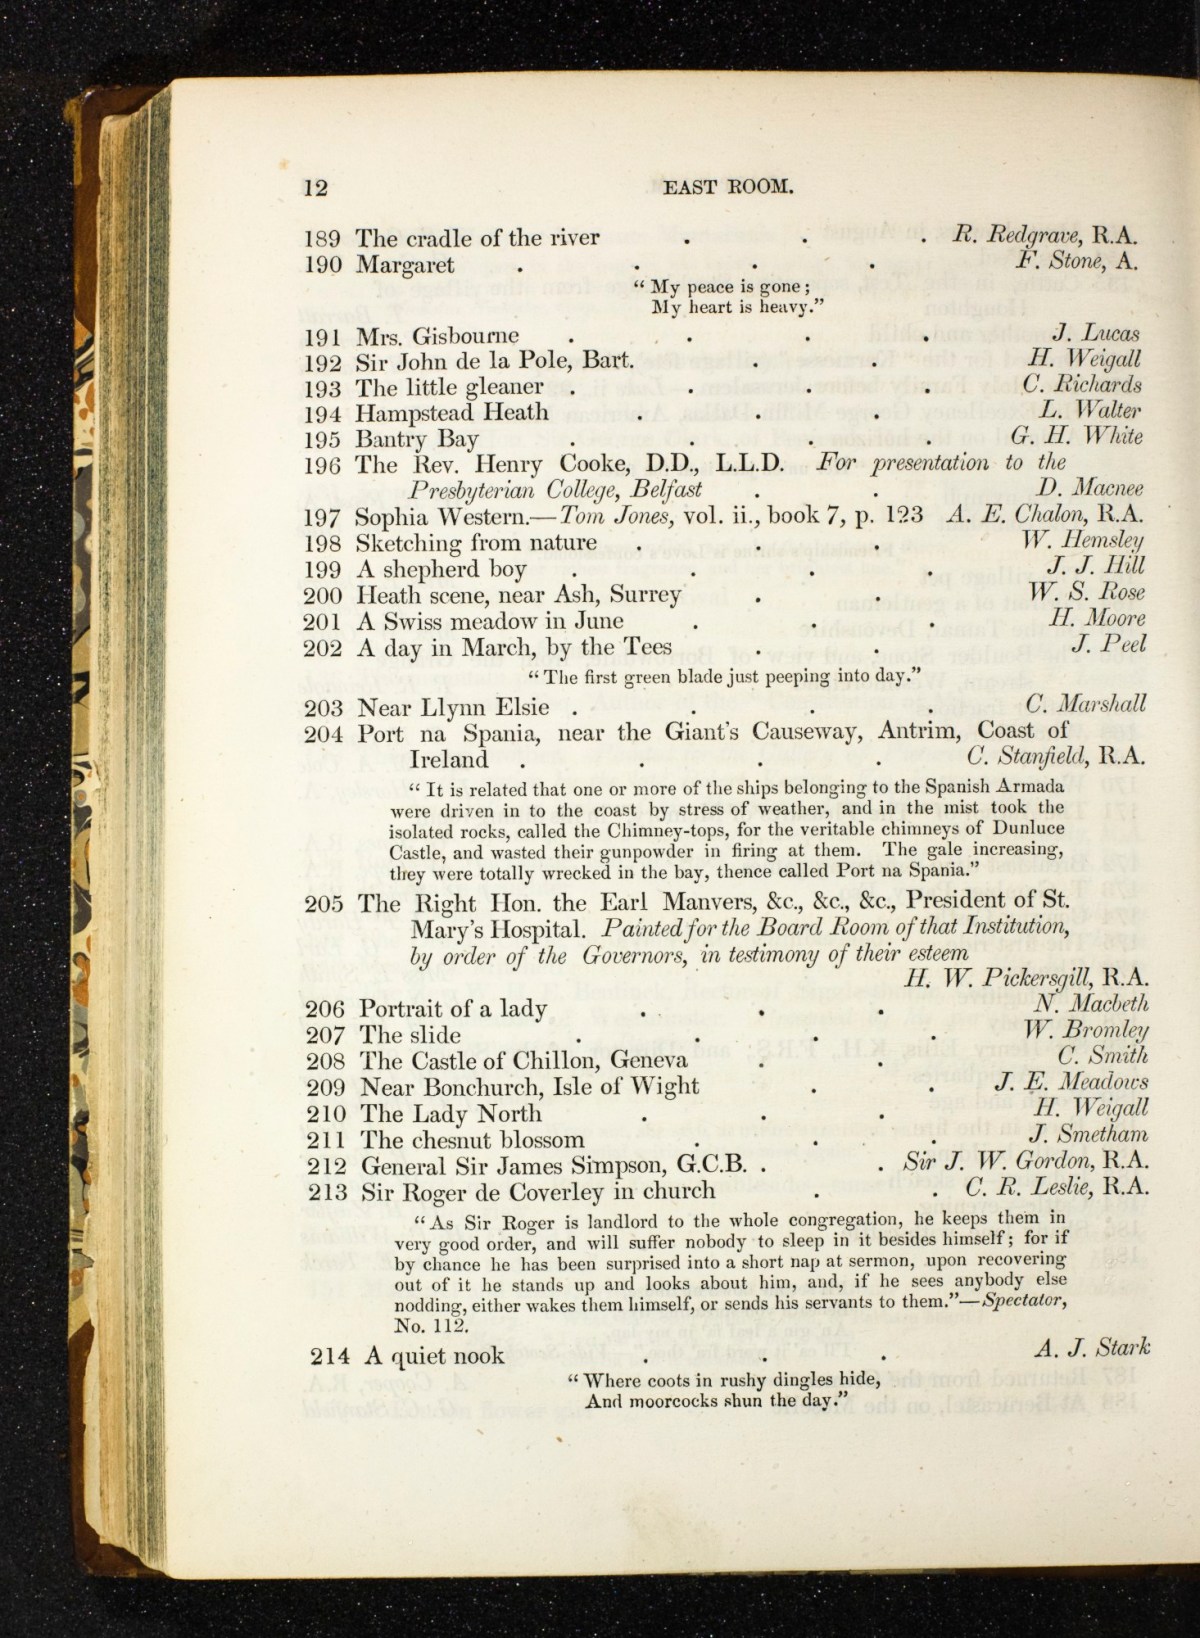 12 EAST ROOM.
189 The cradle of the river . . . R. Redgrave, R.A.
190 Margaret . . . . F. Stone, A.
“ My peace is gone ;
My heart is heavy.”
191 Mrs. Gisbourne . . . . J. Lucas
192 Sir John de la Pole, Bart. . . H. Weigall
193 The little gleaner . . . . C. Richards
194 Hampstead Heath . . . L. Walter
195 Bantry Bay . . . . G. H. White
196 The Rev. Henry Cooke, D.D., L.L.D. For presentation to the
Presbyterian College, Belfast . . D. Macnee
197 Sophia Western.—Tom Jones, vol. ii., book 7, p. 123 A. E. Chalon, R.A.
198 Sketching from nature . . . W. Hemsley
199 A shepherd boy . . . . J. J. Hill
200 Heath scene, near Ash, Surrey . . W. S. Rose
201 A Swiss meadow in June . . . H. Moore
202 A day in March, by the Tees . . J. Peel
“ The first green blade just peeping into day.”
203 Near Llynn Elsie . . . . C. Marshall
204 Port na Spania, near the Giant's Causeway, Antrim, Coast of
Ireland . . . . C. Stanfield, R.A.
“ It is related that one or more of the ships belonging to the Spanish Armada
were driven in to the coast by stress of weather, and in the mist took the
isolated rocks, called the Chimney-tops, for the veritable chimneys of Dunluce
Castle, and wasted their gunpowder in firing at them. The gale increasing,
they were totally wrecked in the bay, thence called Port na Spania.”
205 The Right Hon. the Earl Manvers, &c., &c., &c., President of St.
Mary's Hospital. Painted for the Board Room of that Institution,
by order of the Governors, in testimony of their esteem
H. W. Pickersgill, R.A.
206 Portrait of a lady . . . N. Macbeth
207 The slide . . . . W. Bromley
208 The Castle of Chillon, Geneva . . C. Smith
209 Near Bonchurch, Isle of Wight . . J. E. Meadows
210 The Lady North . . . H. Weigall
211 The chesnut blossom . . . J. Smetham
212 General Sir James Simpson, G.C.B. . . Sir J. W. Gordon, R.A.
213 Sir Roger de Coverley in church . . C. R. Leslie, R.A.
“ As Sir Roger is landlord to the whole congregation, he keeps them in
very good order, and will suffer nobody to sleep in it besides himself ; for if
by chance he has been surprised into a short nap at sermon, upon recovering
out of it he stands up and looks about him, and, if he sees anybody else
nodding, either wakes them himself, or sends his servants to them.”—Spectator,
No. 112.
214 A quiet nook . . . A. J. Stark
“ Where coots in rushy dingles hide,
And moorcocks shun the day.”